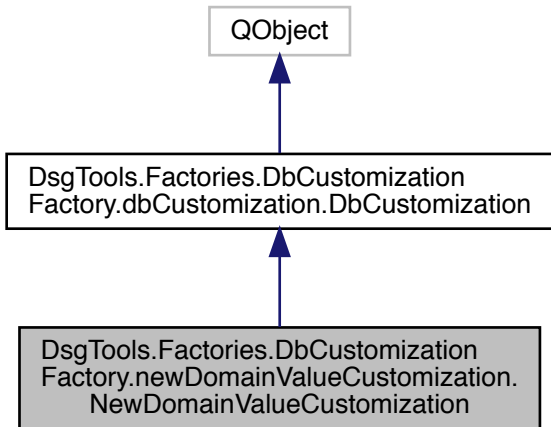 QObject
DsgTools.Factories.DbCustomization
Factory.dbCustomization.DbCustomization
DsgTools.Factories.DbCustomization
Factory.newDomainValueCustomization.
NewDomainValueCustomization